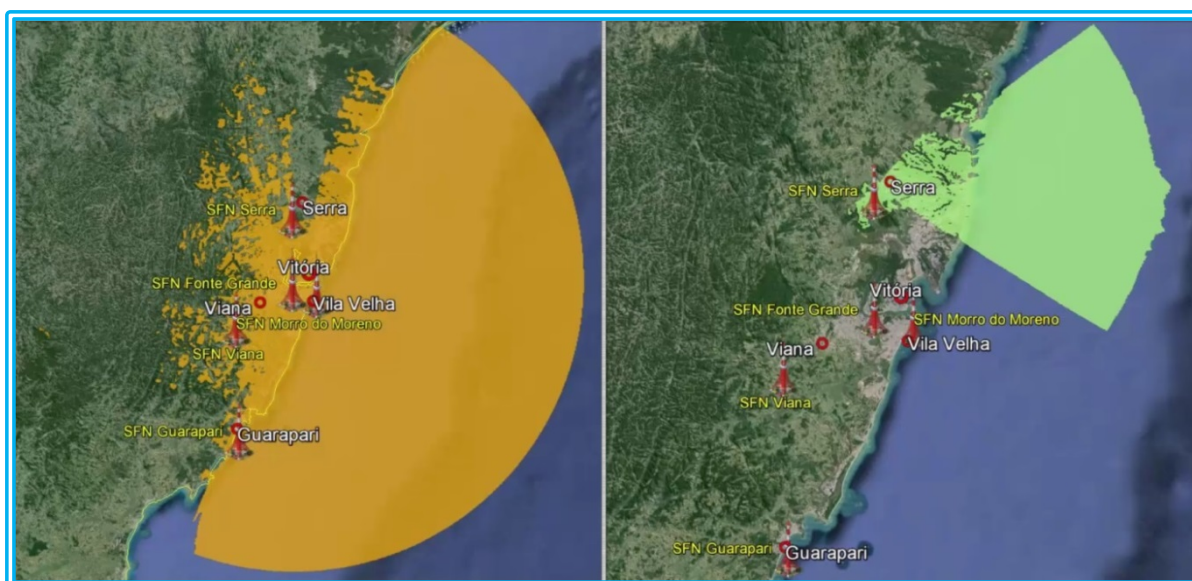 SFN Serra
Serra
Vitória
SFN Fonte Grande
Viana
Vila Velha
SFN Morro do Moreno
SFN Viana
SFN Guarapari
Guarapari
SFN Serra
Serra
Vitória
SFN Fonte Grande
SFN Morro do Moreno
Viana
Vila Velha
SFN Viana
SFN Guarapari
Guarapari